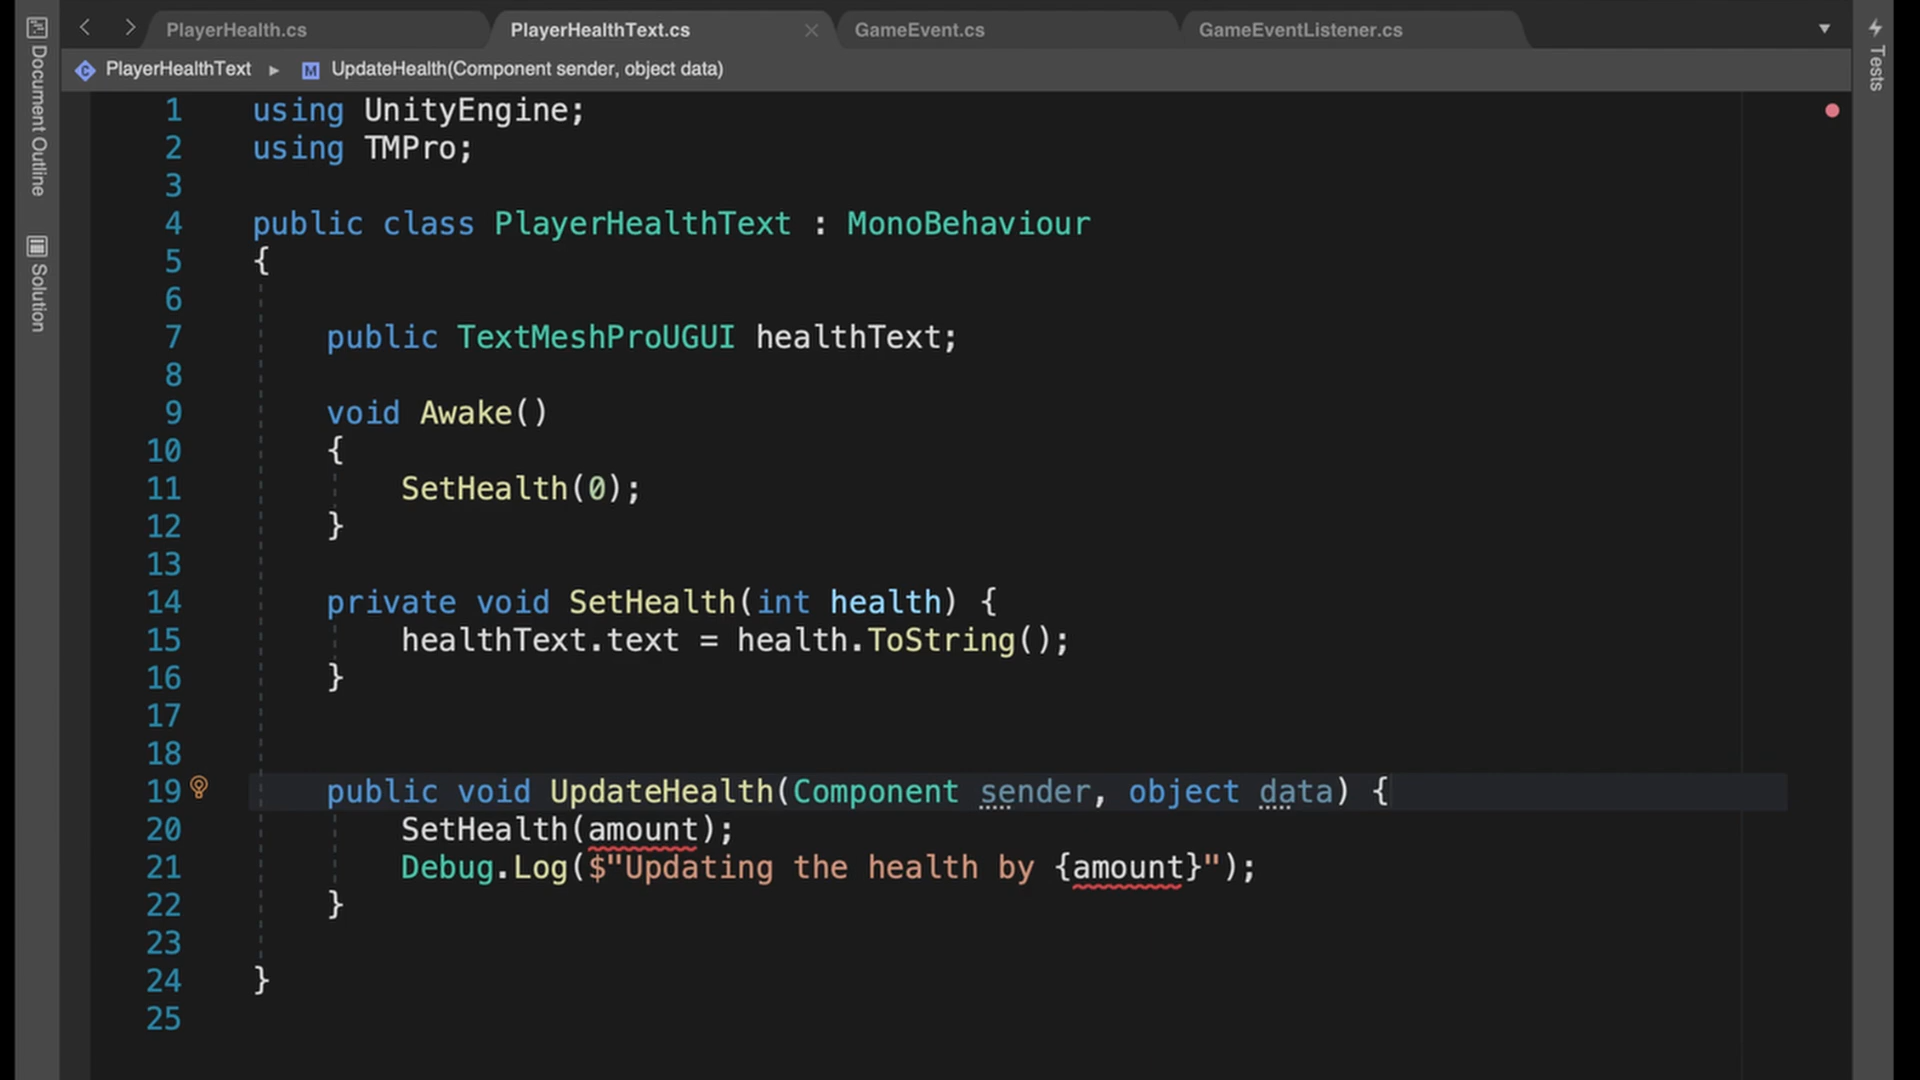 PlayerHealth.cs
PlayerHealthText.cs
GameEvent.cs
GameEventListener.cs
PlayerHealthText
M
UpdateHealth(Component sender, object data)
Document Outline
Solution
Tests
1 using UnityEngine;
2 using TMPro;
3
4 public class PlayerHealthText : MonoBehaviour
5 {
6
7 public TextMeshProUGUI healthText;
8
9 void Awake()
10 {
11 SetHealth(0);
12 }
13
14 private void SetHealth(int health) {
15 healthText.text = health.ToString();
16 }
17
18
19 public void UpdateHealth(Component sender, object data) {
20 SetHealth(amount);
21 Debug.Log($"Updating the health by {amount}");
22 }
23
24 }
25